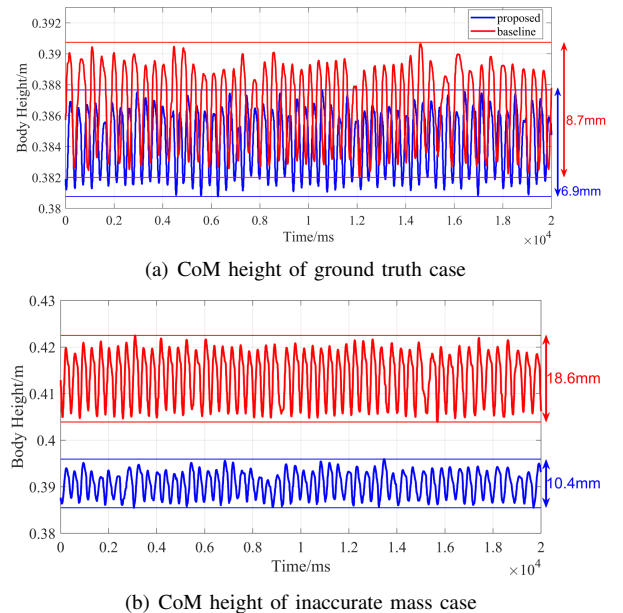 0.392
0.39
0.388
0.386
0.384
0.382
0.38
Body Height/m
proposed
baseline
8.7mm
6.9mm
0 0.2 0.4 0.6 0.8 1 1.2 1.4 1.6 1.8 2
Time/ms
×10⁴
(a) CoM height of ground truth case
0.43
0.42
0.41
0.4
0.39
0.38
Body Height/m
18.6mm
10.4mm
0 0.2 0.4 0.6 0.8 1 1.2 1.4 1.6 1.8 2
Time/ms
×10⁴
(b) CoM height of inaccurate mass case